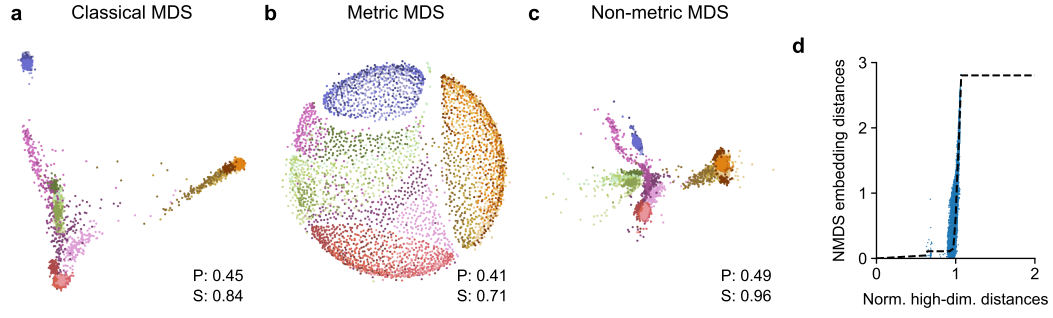 a Classical MDS
P: 0.45
S: 0.84
b Metric MDS
P: 0.41
S: 0.71
c Non-metric MDS
P: 0.49
S: 0.96
d
NMDS embedding distances
3
2
1
0
0 1 2
Norm. high-dim. distances